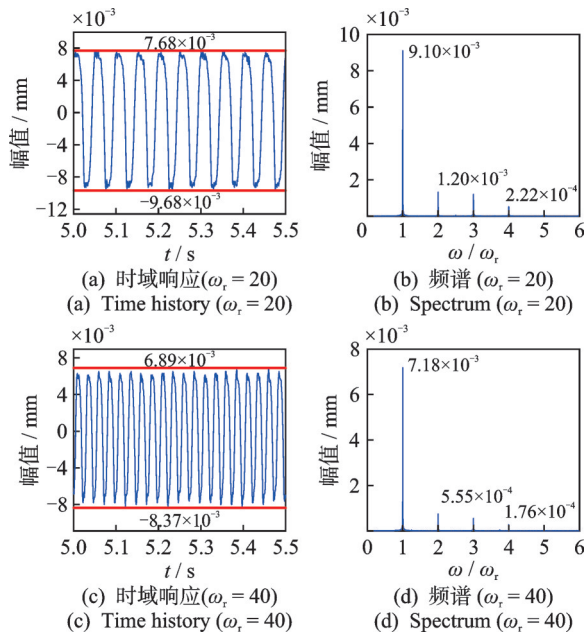 ×10⁻³
8
4
0
−4
−8
−12
幅值 / mm
7.68×10⁻³
−9.68×10⁻³
5.0 5.1 5.2 5.3 5.4 5.5
t / s
(a) 时域响应(ωᵣ = 20)
(a) Time history (ωᵣ = 20)
×10⁻³
10
8
6
4
2
幅值 / mm
9.10×10⁻³
1.20×10⁻³
2.22×10⁻⁴
0 1 2 3 4 5 6
ω / ωᵣ
(b) 频谱 (ωᵣ = 20)
(b) Spectrum (ωᵣ = 20)
×10⁻³
8
4
0
−4
−8
幅值 / mm
6.89×10⁻³
−8.37×10⁻³
5.0 5.1 5.2 5.3 5.4 5.5
t / s
(c) 时域响应(ωᵣ = 40)
(c) Time history (ωᵣ = 40)
×10⁻³
8
6
4
2
幅值 / mm
7.18×10⁻³
5.55×10⁻⁴
1.76×10⁻⁴
0 1 2 3 4 5 6
ω / ωᵣ
(d) 频谱(ωᵣ = 40)
(d) Spectrum (ωᵣ = 40)